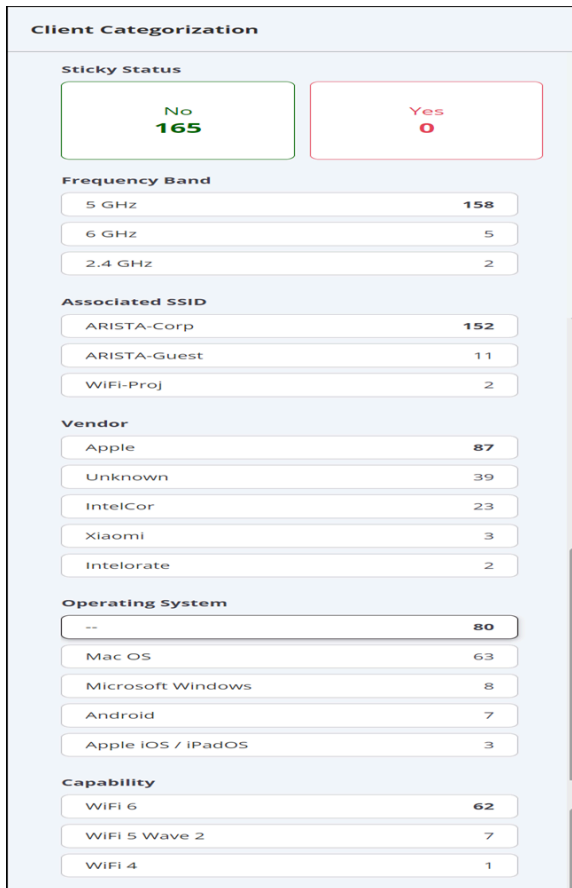 Client Categorization
Sticky Status
No Yes
165 0
Frequency Band
5 GHz 158
6 GHz 5
2.4 GHz 2
Associated SSID
ARISTA-Corp 152
ARISTA-Guest 11
WiFi-Proj 2
Vendor
Apple 87
Unknown 39
IntelCor 23
Xiaomi 3
Intelorate 2
Operating System
-- 80
Mac OS 63
Microsoft Windows 8
Android 7
Apple iOS / iPadOS 3
Capability
WiFi 6 62
WiFi 5 Wave 2 7
WiFi 4 1